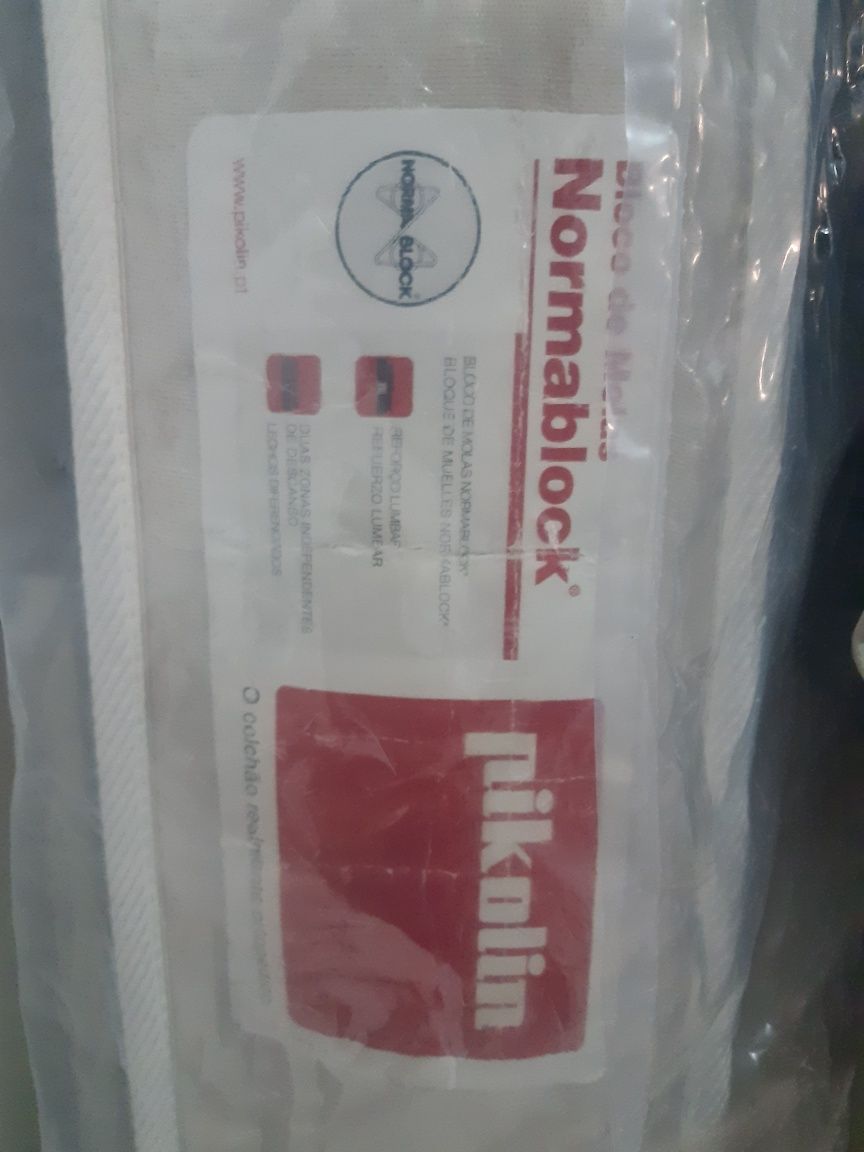 Bloco de Molas
Normablock®
NORMA BLOCK®
BLOCO DE MOLAS NORMABLOCK®
BLOQUE DE MUELLES NORMABLOCK®
REFORÇO LUMBAR
REFUERZO LUMBAR
DUAS ZONAS INDEPENDENTES
DE DESCANSO
LECHOS DIFERENCIADOS
www.pikolin.pt
pikolin
O colchão realmente